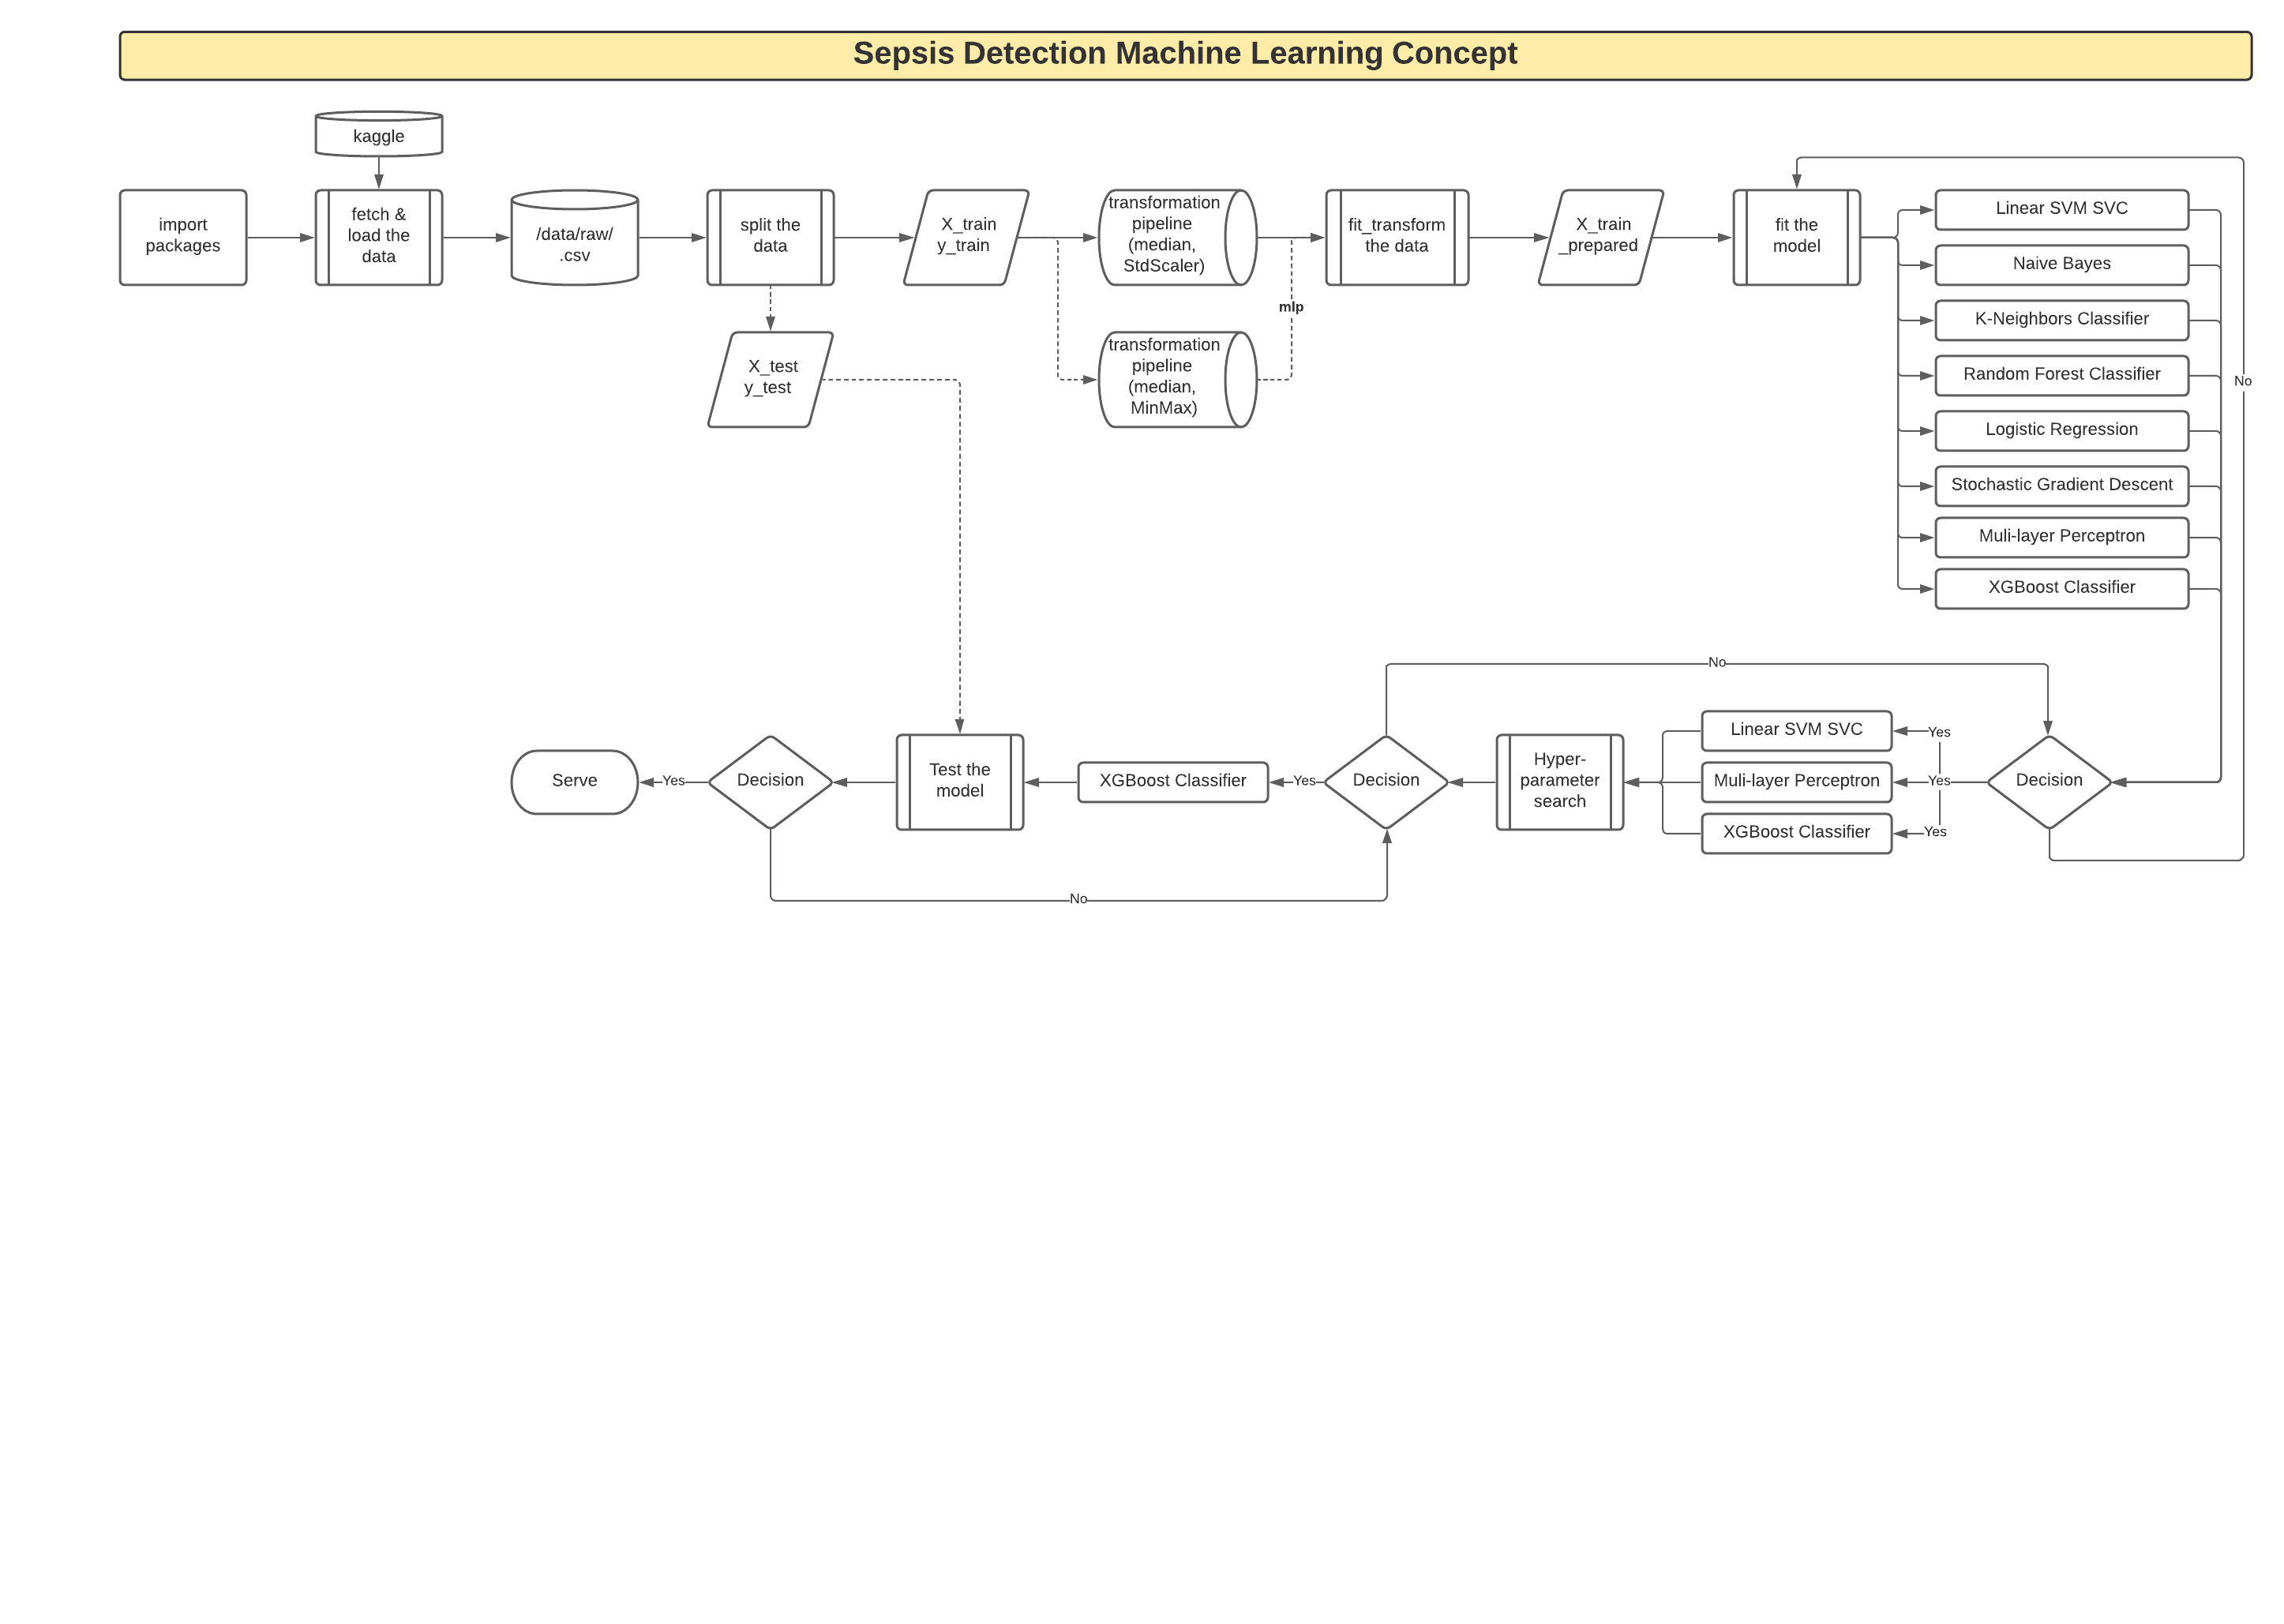 Sepsis Detection Machine Learning Concept
kaggle
import
packages
fetch &
load the
data
/data/raw/
.csv
split the
data
X_train
y_train
transformation
pipeline
(median,
StdScaler)
fit_transform
the data
X_train
_prepared
fit the
model
Linear SVM SVC
Naive Bayes
K-Neighbors Classifier
Random Forest Classifier
Logistic Regression
Stochastic Gradient Descent
Muli-layer Perceptron
XGBoost Classifier
No
mlp
X_test
y_test
transformation
pipeline
(median,
MinMax)
No
Serve
Yes
Decision
Test the
model
XGBoost Classifier
Yes
Decision
Hyper-
parameter
search
Linear SVM SVC
Muli-layer Perceptron
XGBoost Classifier
Yes
Yes
Yes
Decision
No